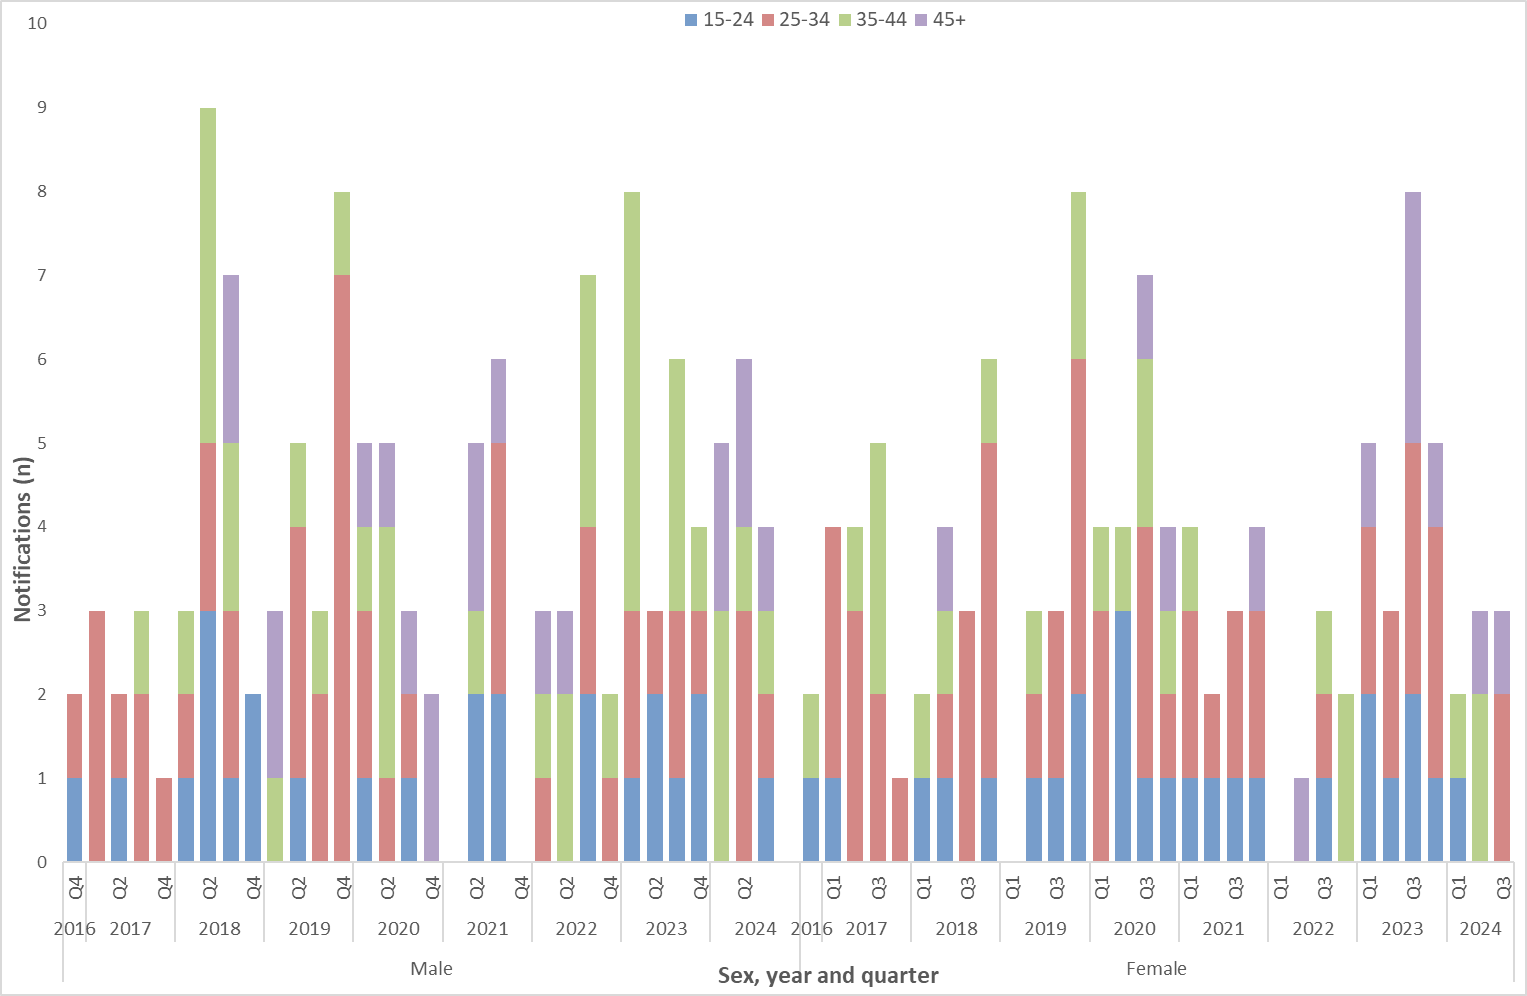 15-24 25-34 35-44 45+
10
9
8
7
6
5
4
3
2
1
0
Notifications (n)
Q4 Q2 Q4 Q2 Q4 Q2 Q4 Q2 Q4 Q2 Q4 Q2 Q2 Q4 Q2 Q1 Q3 Q1 Q3 Q1 Q3 Q1 Q3 Q1 Q3 Q1 Q3 Q1 Q3 Q1 Q3
2016 2017 2018 2019 2020 2021 2022 2023 2024 2016 2017 2018 2019 2020 2021 2022 2023 2024
Male Female
Sex, year and quarter